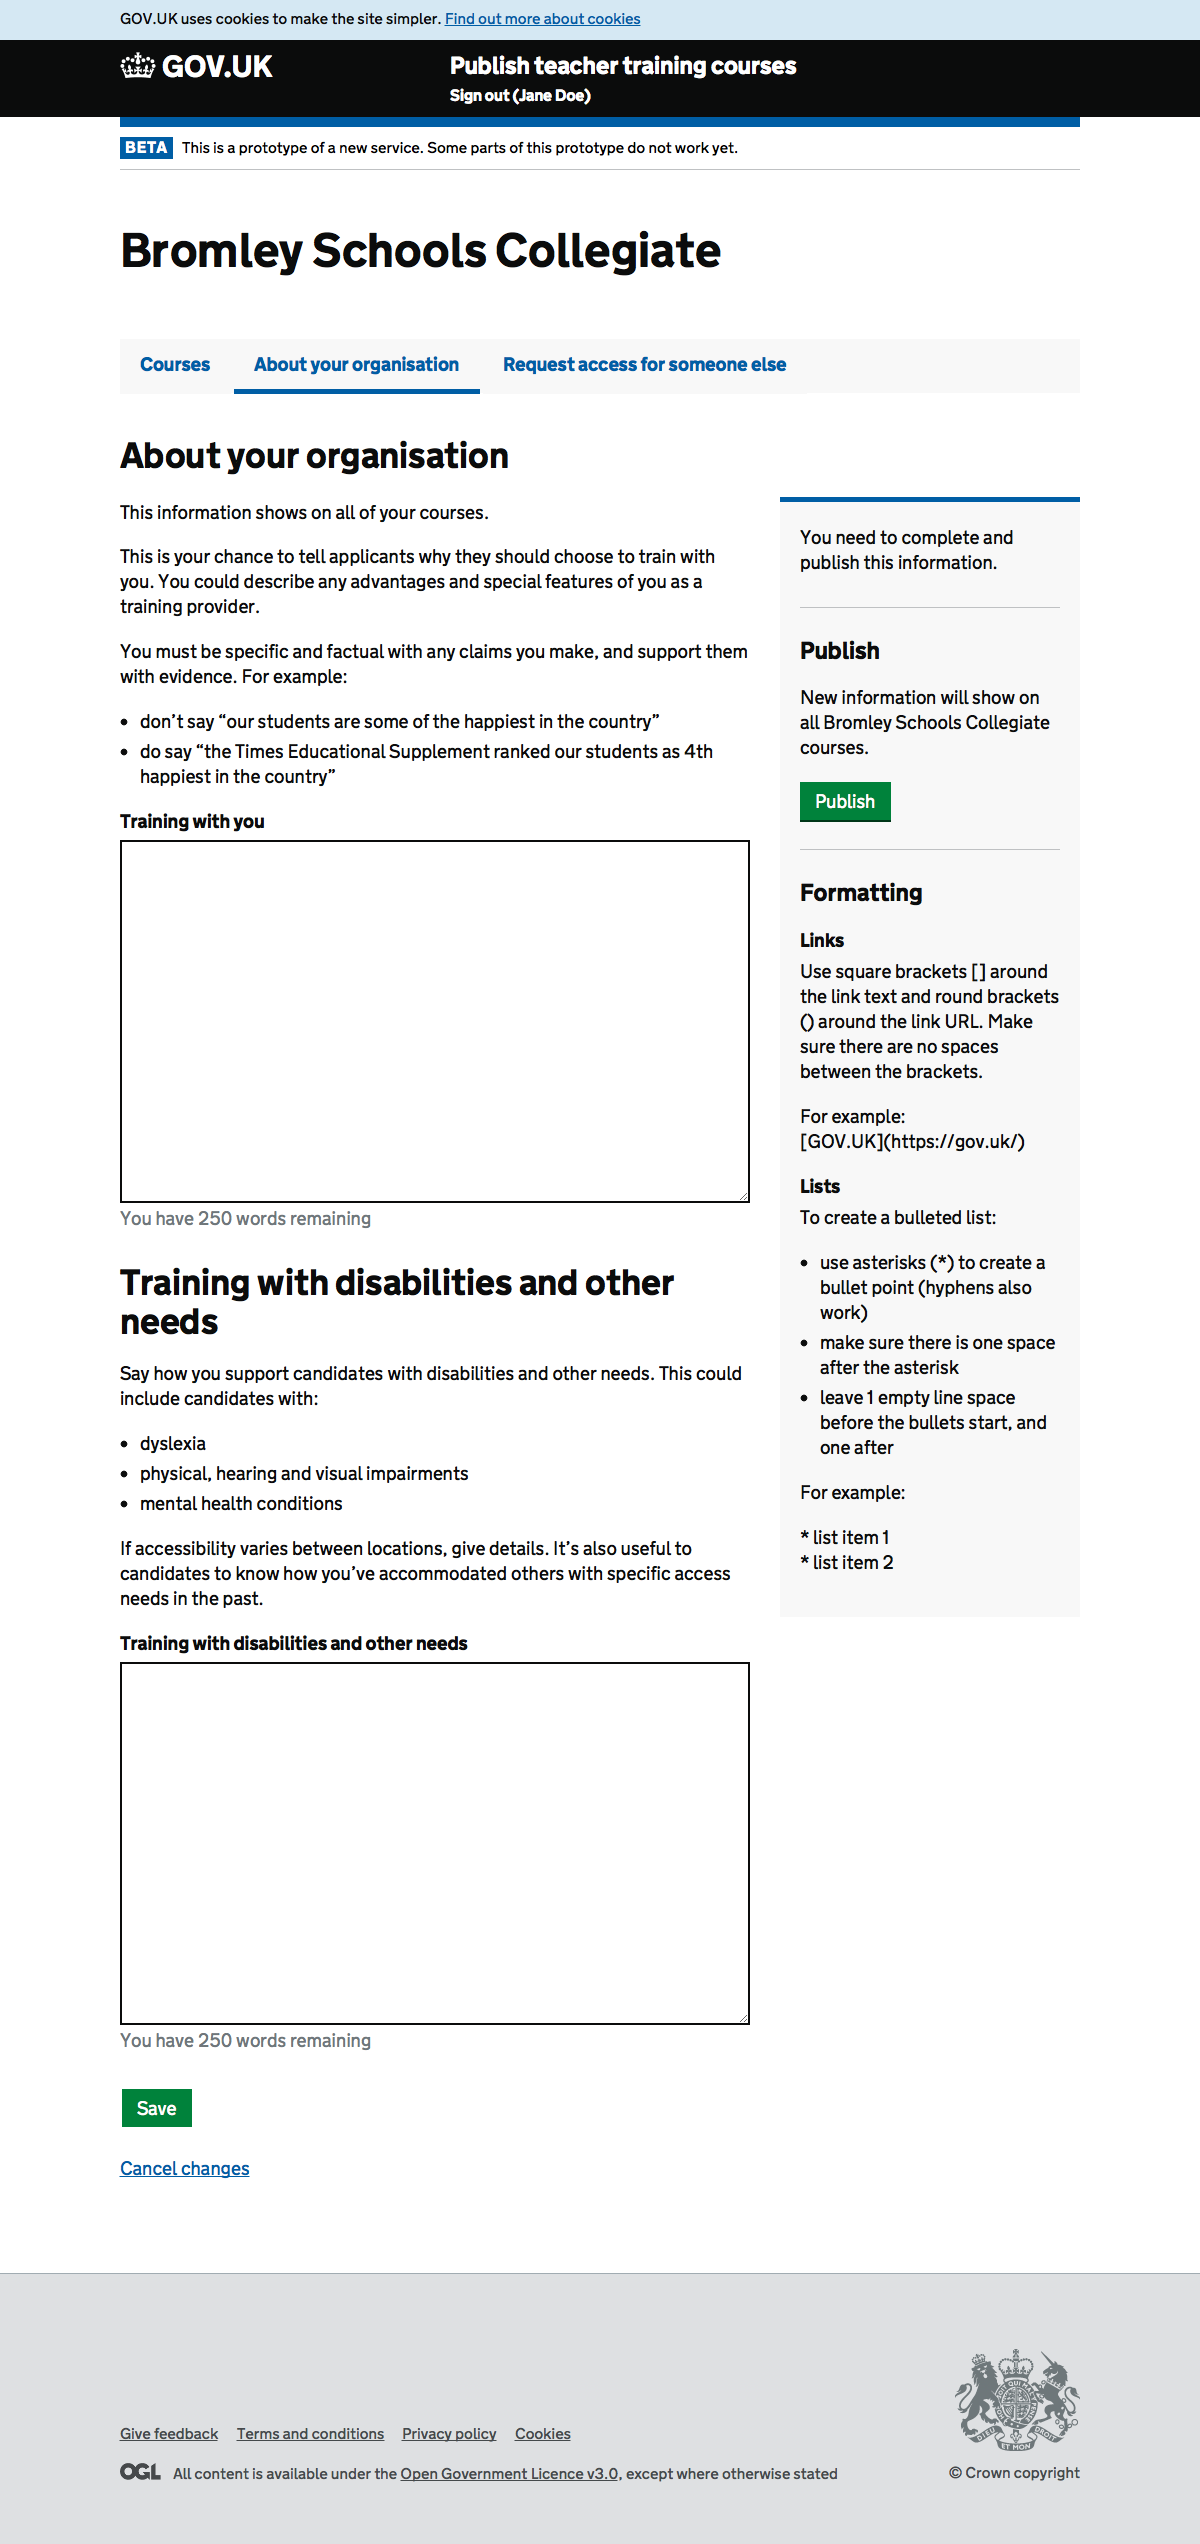 GOV.UK uses cookies to make the site simpler. Find out more about cookies
GOV.UK
Publish teacher training courses
Sign out (Jane Doe)
BETA This is a prototype of a new service. Some parts of this prototype do not work yet.
Bromley Schools Collegiate
Courses About your organisation Request access for someone else
About your organisation
This information shows on all of your courses.
This is your chance to tell applicants why they should choose to train with
you. You could describe any advantages and special features of you as a
training provider.
You must be specific and factual with any claims you make, and support them
with evidence. For example:
• don’t say “our students are some of the happiest in the country”
• do say “the Times Educational Supplement ranked our students as 4th
happiest in the country”
Training with you
You have 250 words remaining
Training with disabilities and other
needs
Say how you support candidates with disabilities and other needs. This could
include candidates with:
• dyslexia
• physical, hearing and visual impairments
• mental health conditions
If accessibility varies between locations, give details. It’s also useful to
candidates to know how you’ve accommodated others with specific access
needs in the past.
Training with disabilities and other needs
You have 250 words remaining
Save
Cancel changes
You need to complete and
publish this information.
Publish
New information will show on
all Bromley Schools Collegiate
courses.
Publish
Formatting
Links
Use square brackets [] around
the link text and round brackets
() around the link URL. Make
sure there are no spaces
between the brackets.
For example:
[GOV.UK](https://gov.uk/)
Lists
To create a bulleted list:
• use asterisks (*) to create a
bullet point (hyphens also
work)
• make sure there is one space
after the asterisk
• leave 1 empty line space
before the bullets start, and
one after
For example:
* list item 1
* list item 2
Give feedback Terms and conditions Privacy policy Cookies
OGL All content is available under the Open Government Licence v3.0, except where otherwise stated
DIEU ET MON DROIT
© Crown copyright